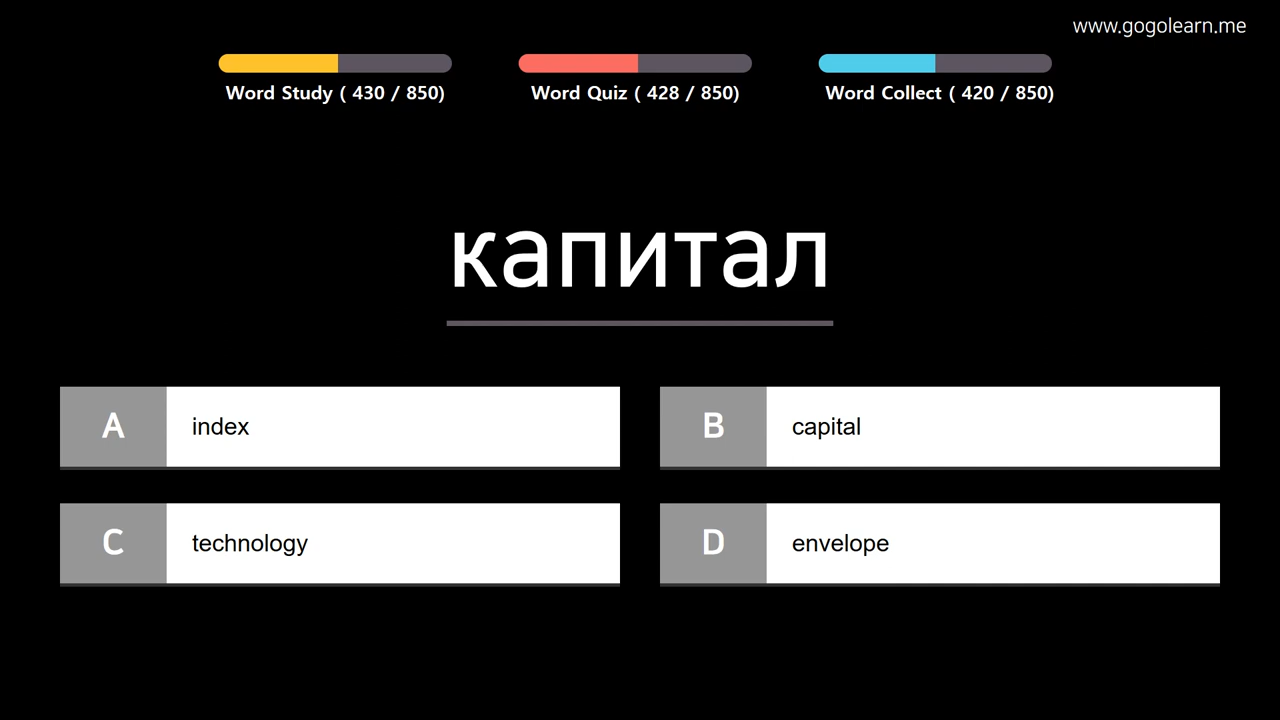 www.gogolearn.me
Word Study ( 430 / 850)
Word Quiz ( 428 / 850)
Word Collect ( 420 / 850)
капитал
A index
B capital
C technology
D envelope